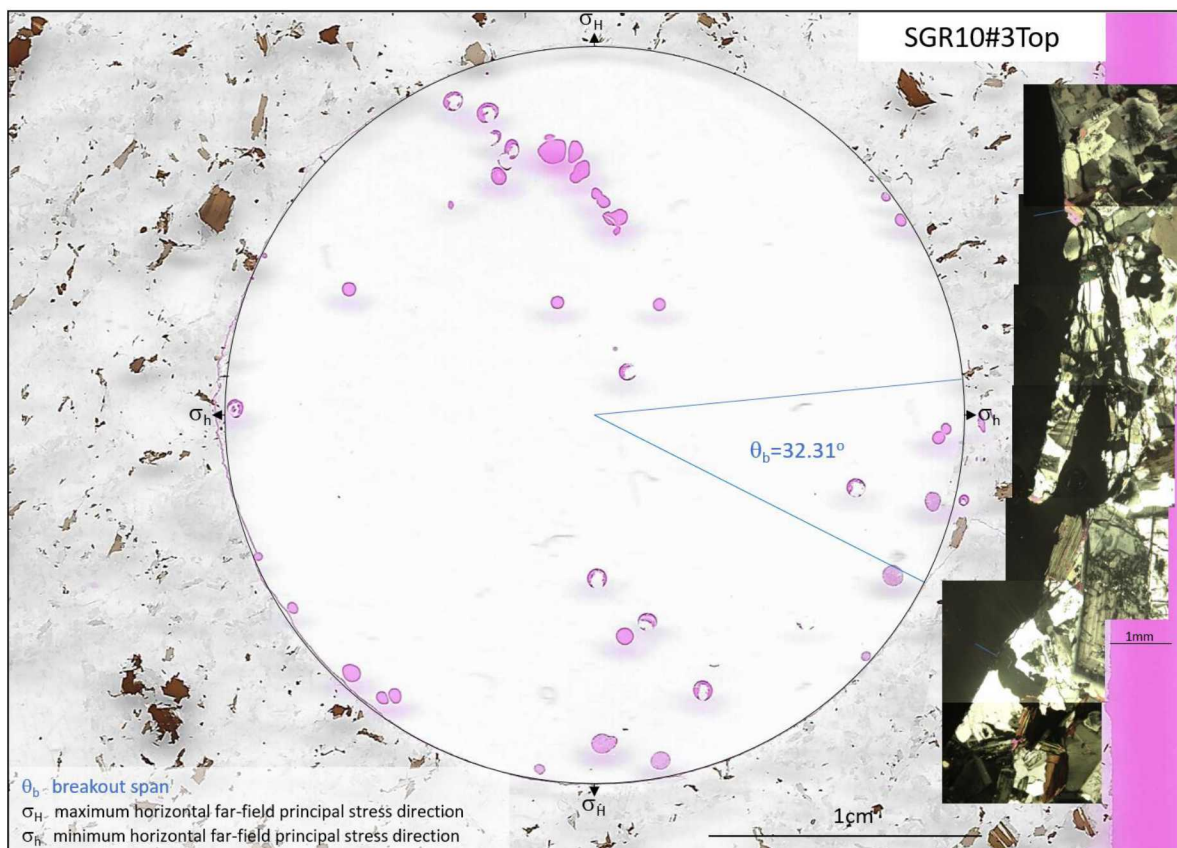 σH
SGR10#3Top
σh
σh
θb=32.31o
1mm
θb breakout span
σH
σH maximum horizontal far-field principal stress direction
σh minimum horizontal far-field principal stress direction
1cm